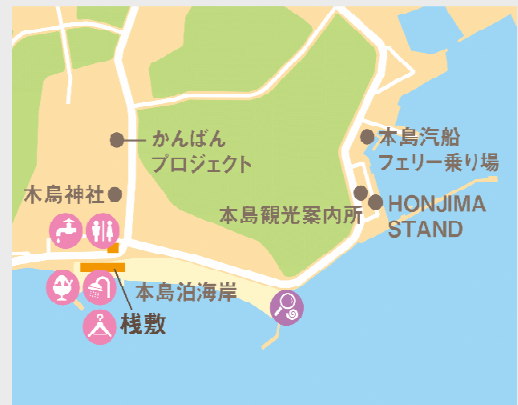 かんばん
プロジェクト
本島汽船
フェリー乗り場
木烏神社
本島観光案内所
HONJIMA
STAND
本島泊海岸
桟敷